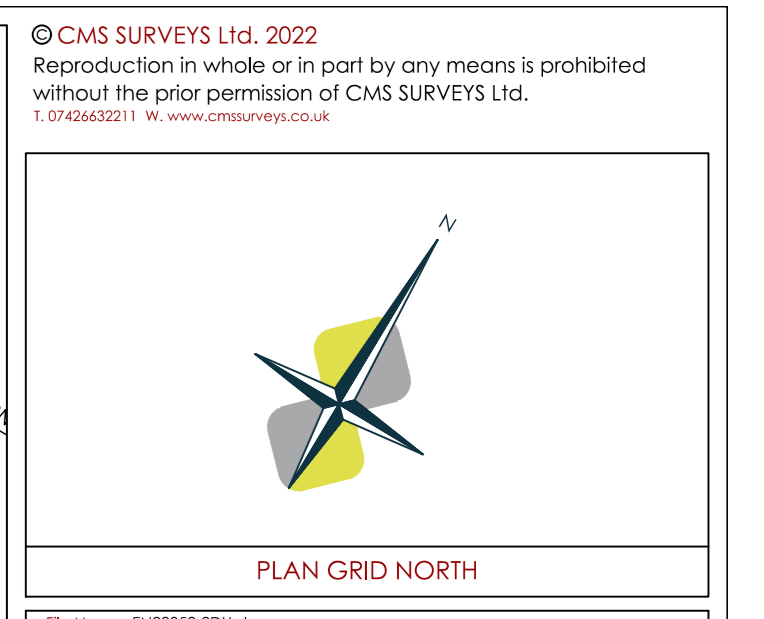 © CMS SURVEYS Ltd. 2022
Reproduction in whole or in part by any means is prohibited
without the prior permission of CMS SURVEYS Ltd.
T. 07426632211 W. www.cmssurveys.co.uk
N
PLAN GRID NORTH